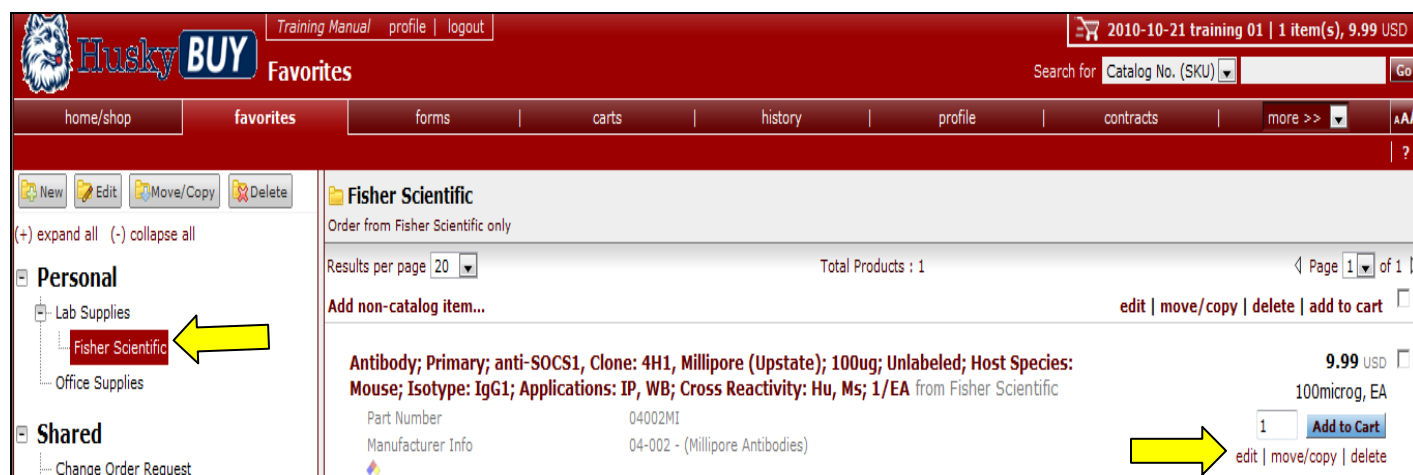 Training Manual profile | logout
2010-10-21 training 01 | 1 item(s), 9.99 USD
Husky BUY
Favorites
Search for Catalog No. (SKU) Go
home/shop favorites forms | carts | history | profile | contracts | more >> AAA
?
New Edit Move/Copy Delete
(+) expand all (-) collapse all
Personal
Lab Supplies
Fisher Scientific
Office Supplies
Shared
Change Order Request
Fisher Scientific
Order from Fisher Scientific only
Results per page 20 Total Products : 1 Page 1 of 1
Add non-catalog item... edit | move/copy | delete | add to cart
Antibody; Primary; anti-SOCS1, Clone: 4H1, Millipore (Upstate); 100ug; Unlabeled; Host Species: 9.99 USD
Mouse; Isotype: IgG1; Applications: IP, WB; Cross Reactivity: Hu, Ms; 1/EA from Fisher Scientific 100microg, EA
Part Number 04002MI 1 Add to Cart
Manufacturer Info 04-002 - (Millipore Antibodies) edit | move/copy | delete